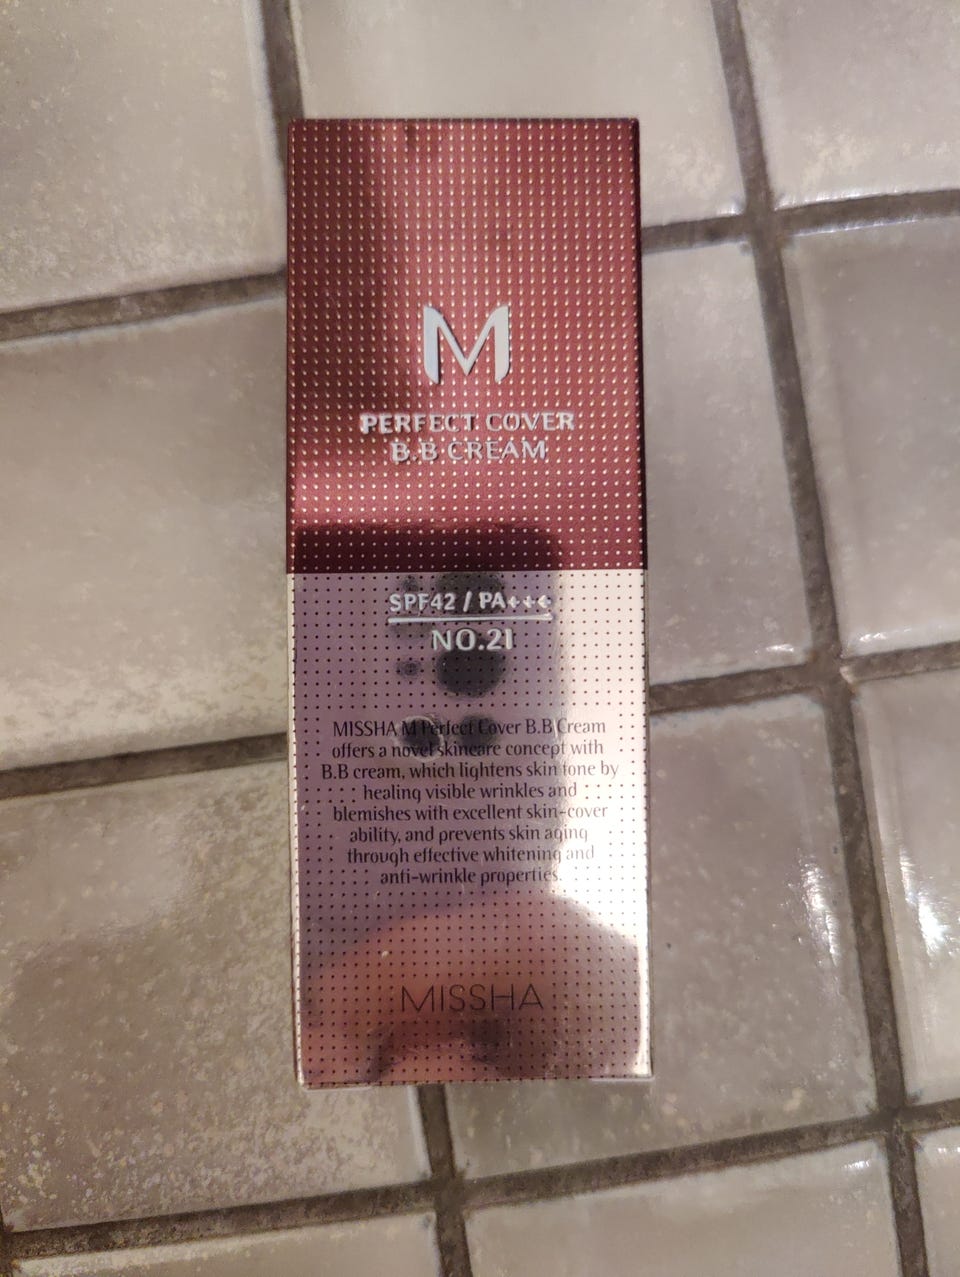 M
PERFECT COVER
B.B CREAM
SPF42 / PA+++
NO.21
MISSHA M Perfect Cover B.B Cream
offers a novel skincare concept with
B.B cream, which lightens skin tone by
healing visible wrinkles and
blemishes with excellent skin-cover
ability, and prevents skin aging
through effective whitening and
anti-wrinkle properties.
MISSHA